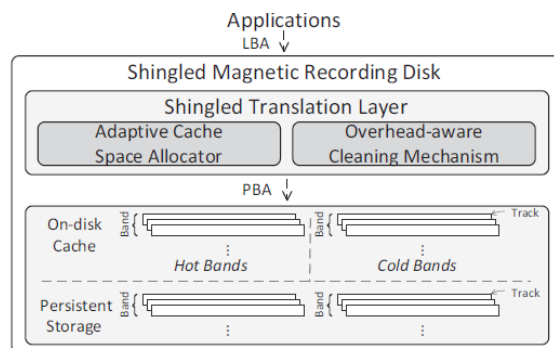 Applications
LBA
Shingled Magnetic Recording Disk
Shingled Translation Layer
Adaptive Cache
Space Allocator
Overhead-aware
Cleaning Mechanism
PBA
On-disk
Cache
Band
Band
Track
Hot Bands
Cold Bands
Persistent
Storage
Band
Band
Track